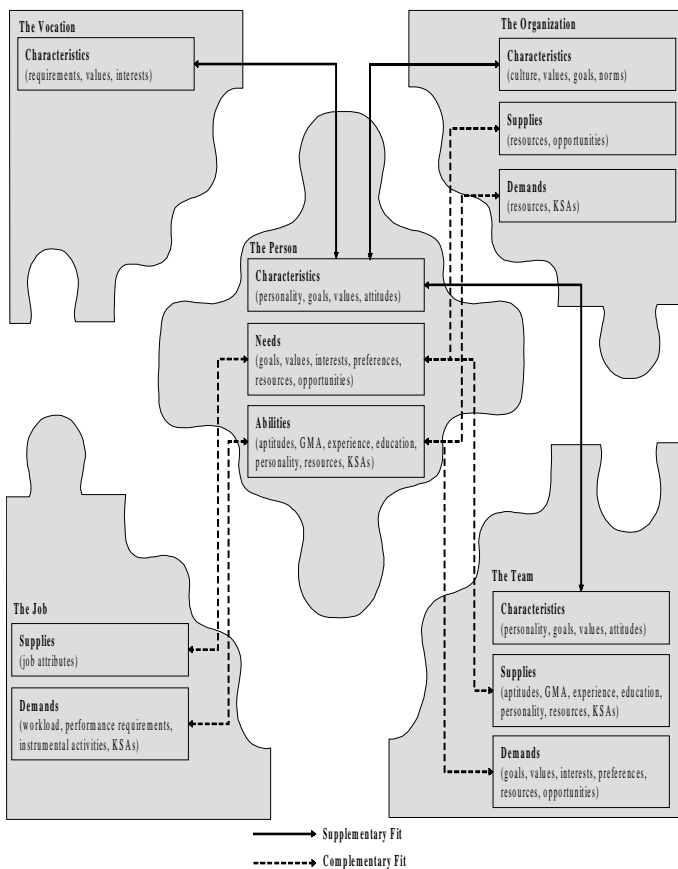 The Vocation
Characteristics
(requirements, values, interests)
The Organization
Characteristics
(culture, values, goals, norms)
Supplies
(resources, opportunities)
Demands
(resources, KSAs)
The Person
Characteristics
(personality, goals, values, attitudes)
Needs
(goals, values, interests, preferences,
resources, opportunities)
Abilities
(aptitudes, GMA, experience, education,
personality, resources, KSAs)
The Job
Supplies
(job attributes)
Demands
(workload, performance requirements,
instrumental activities, KSAs)
The Team
Characteristics
(personality, goals, values, attitudes)
Supplies
(aptitudes, GMA, experience, education,
personality, resources, KSAs)
Demands
(goals, values, interests, preferences,
resources, opportunities)
Supplementary Fit
Complementary Fit